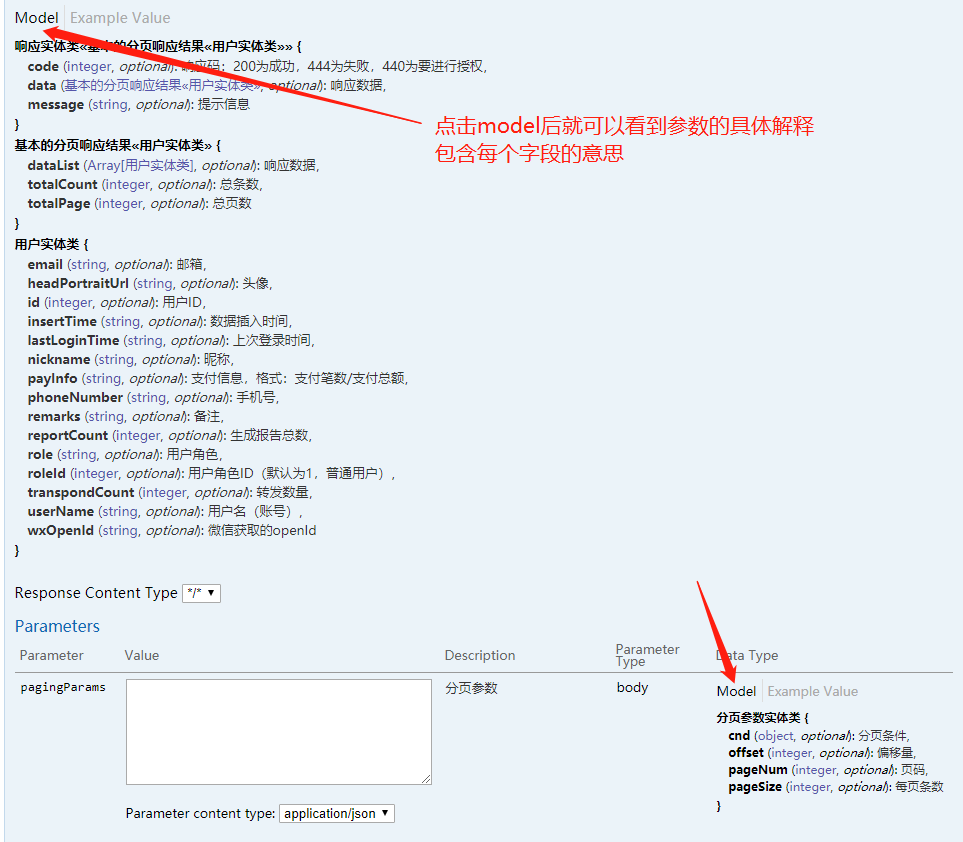 Model Example Value
响应实体类«基本的分页响应结果«用户实体类»» {
code (integer, optional): 响应码：200为成功，444为失败，440为要进行授权,
data (基本的分页响应结果«用户实体类», optional): 响应数据,
message (string, optional): 提示信息
}
点击model后就可以看到参数的具体解释
包含每个字段的意思
基本的分页响应结果«用户实体类» {
dataList (Array[用户实体类], optional): 响应数据,
totalCount (integer, optional): 总条数,
totalPage (integer, optional): 总页数
}
用户实体类 {
email (string, optional): 邮箱,
headPortraitUrl (string, optional): 头像,
id (integer, optional): 用户ID,
insertTime (string, optional): 数据插入时间,
lastLoginTime (string, optional): 上次登录时间,
nickname (string, optional): 昵称,
payInfo (string, optional): 支付信息，格式：支付笔数/支付总额,
phoneNumber (string, optional): 手机号,
remarks (string, optional): 备注,
reportCount (integer, optional): 生成报告总数,
role (string, optional): 用户角色,
roleId (integer, optional): 用户角色ID（默认为1，普通用户）,
transpondCount (integer, optional): 转发数量,
userName (string, optional): 用户名（账号）,
wxOpenId (string, optional): 微信获取的openId
}
Response Content Type */*
Parameters
Parameter Value Description Parameter Type Data Type
pagingParams 分页参数 body Model Example Value
分页参数实体类 {
cnd (object, optional): 分页条件,
offset (integer, optional): 偏移量,
pageNum (integer, optional): 页码,
pageSize (integer, optional): 每页条数
}
Parameter content type: application/json